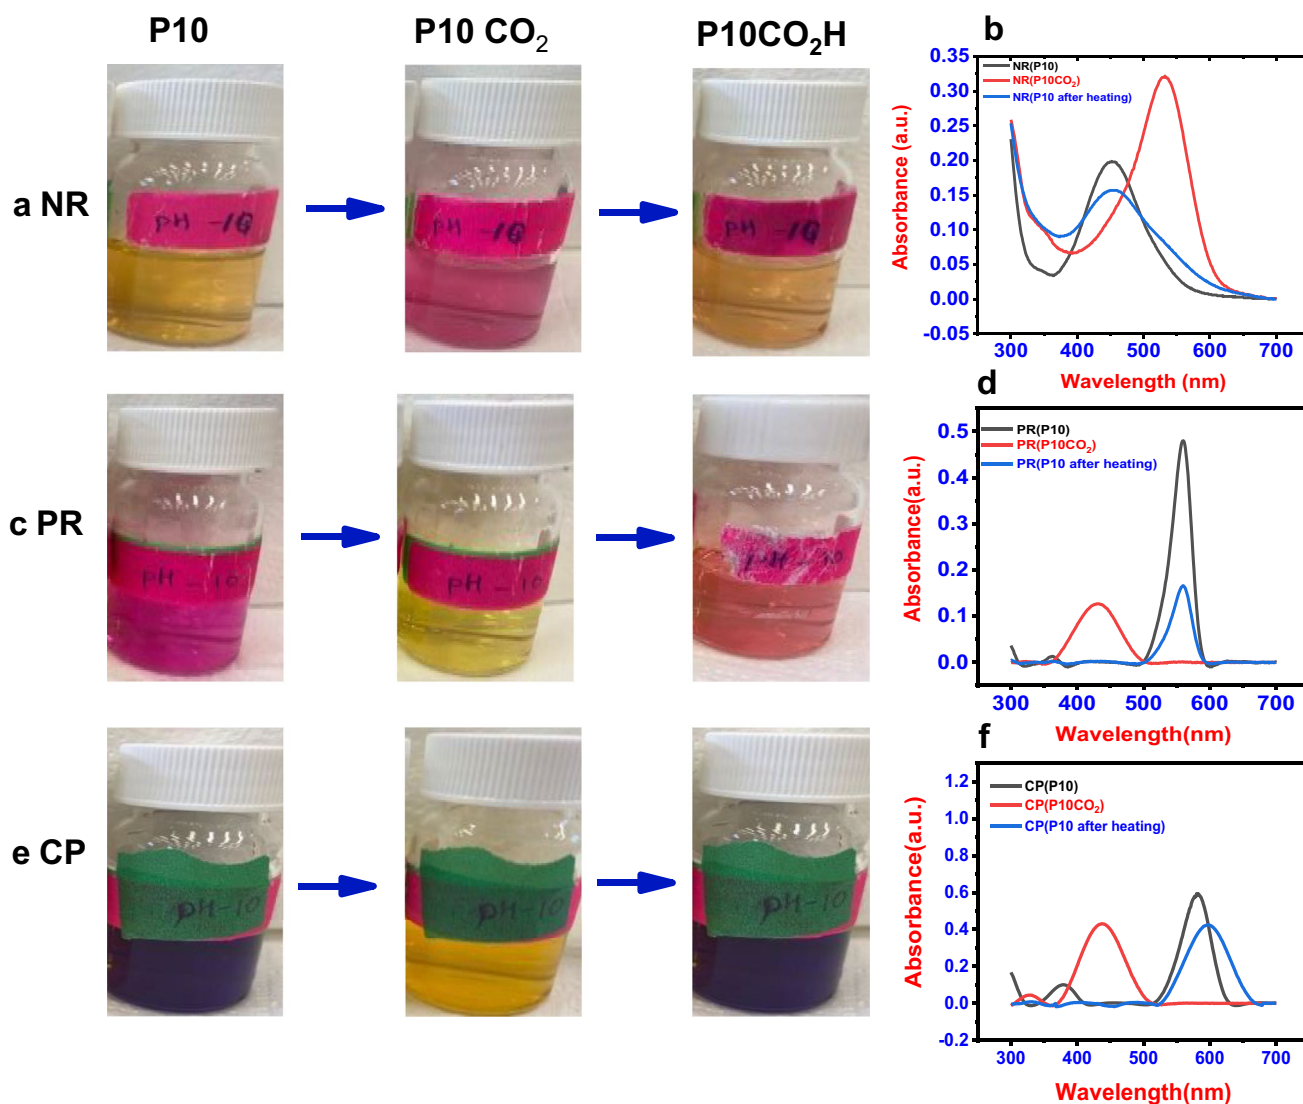 P10
P10 CO₂
P10CO₂H
a NR
pH -10
pH -10
pH -10
b
0.35
0.30
0.25
0.20
0.15
0.10
0.05
0.00
-0.05
NR(P10)
NR(P10CO₂)
NR(P10 after heating)
Absorbance (a.u.)
300 400 500 600 700
Wavelength (nm)
c PR
pH - 10
pH - 10
pH - 10
d
0.5
0.4
0.3
0.2
0.1
0.0
PR(P10)
PR(P10CO₂)
PR(P10 after heating)
Absorbance(a.u.)
300 400 500 600 700
Wavelength(nm)
e CP
pH-10
pH-10
pH-10
f
1.2
1.0
0.8
0.6
0.4
0.2
0.0
-0.2
CP(P10)
CP(P10CO₂)
CP(P10 after heating)
Absorbance(a.u.)
300 400 500 600 700
Wavelength(nm)